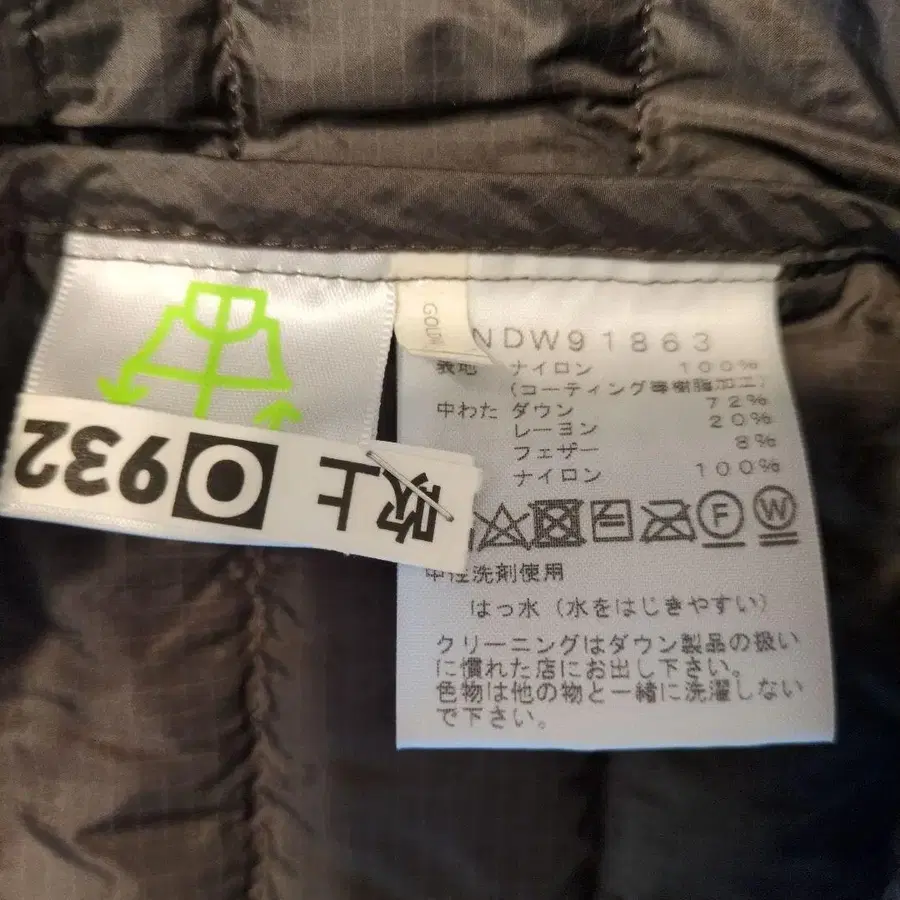 GOLD
NDW91863
表地 ナイロン 100%
(コーティング等樹脂加工)
中わた ダウン 72%
レーヨン 20%
フェザー 8%
ナイロン 100%
F W
中性洗剤使用
はっ水（水をはじきやすい）
クリーニングはダウン製品の扱い
に慣れた店にお出し下さい。
色物は他の物と一緒に洗濯しない
で下さい。
吹上 932